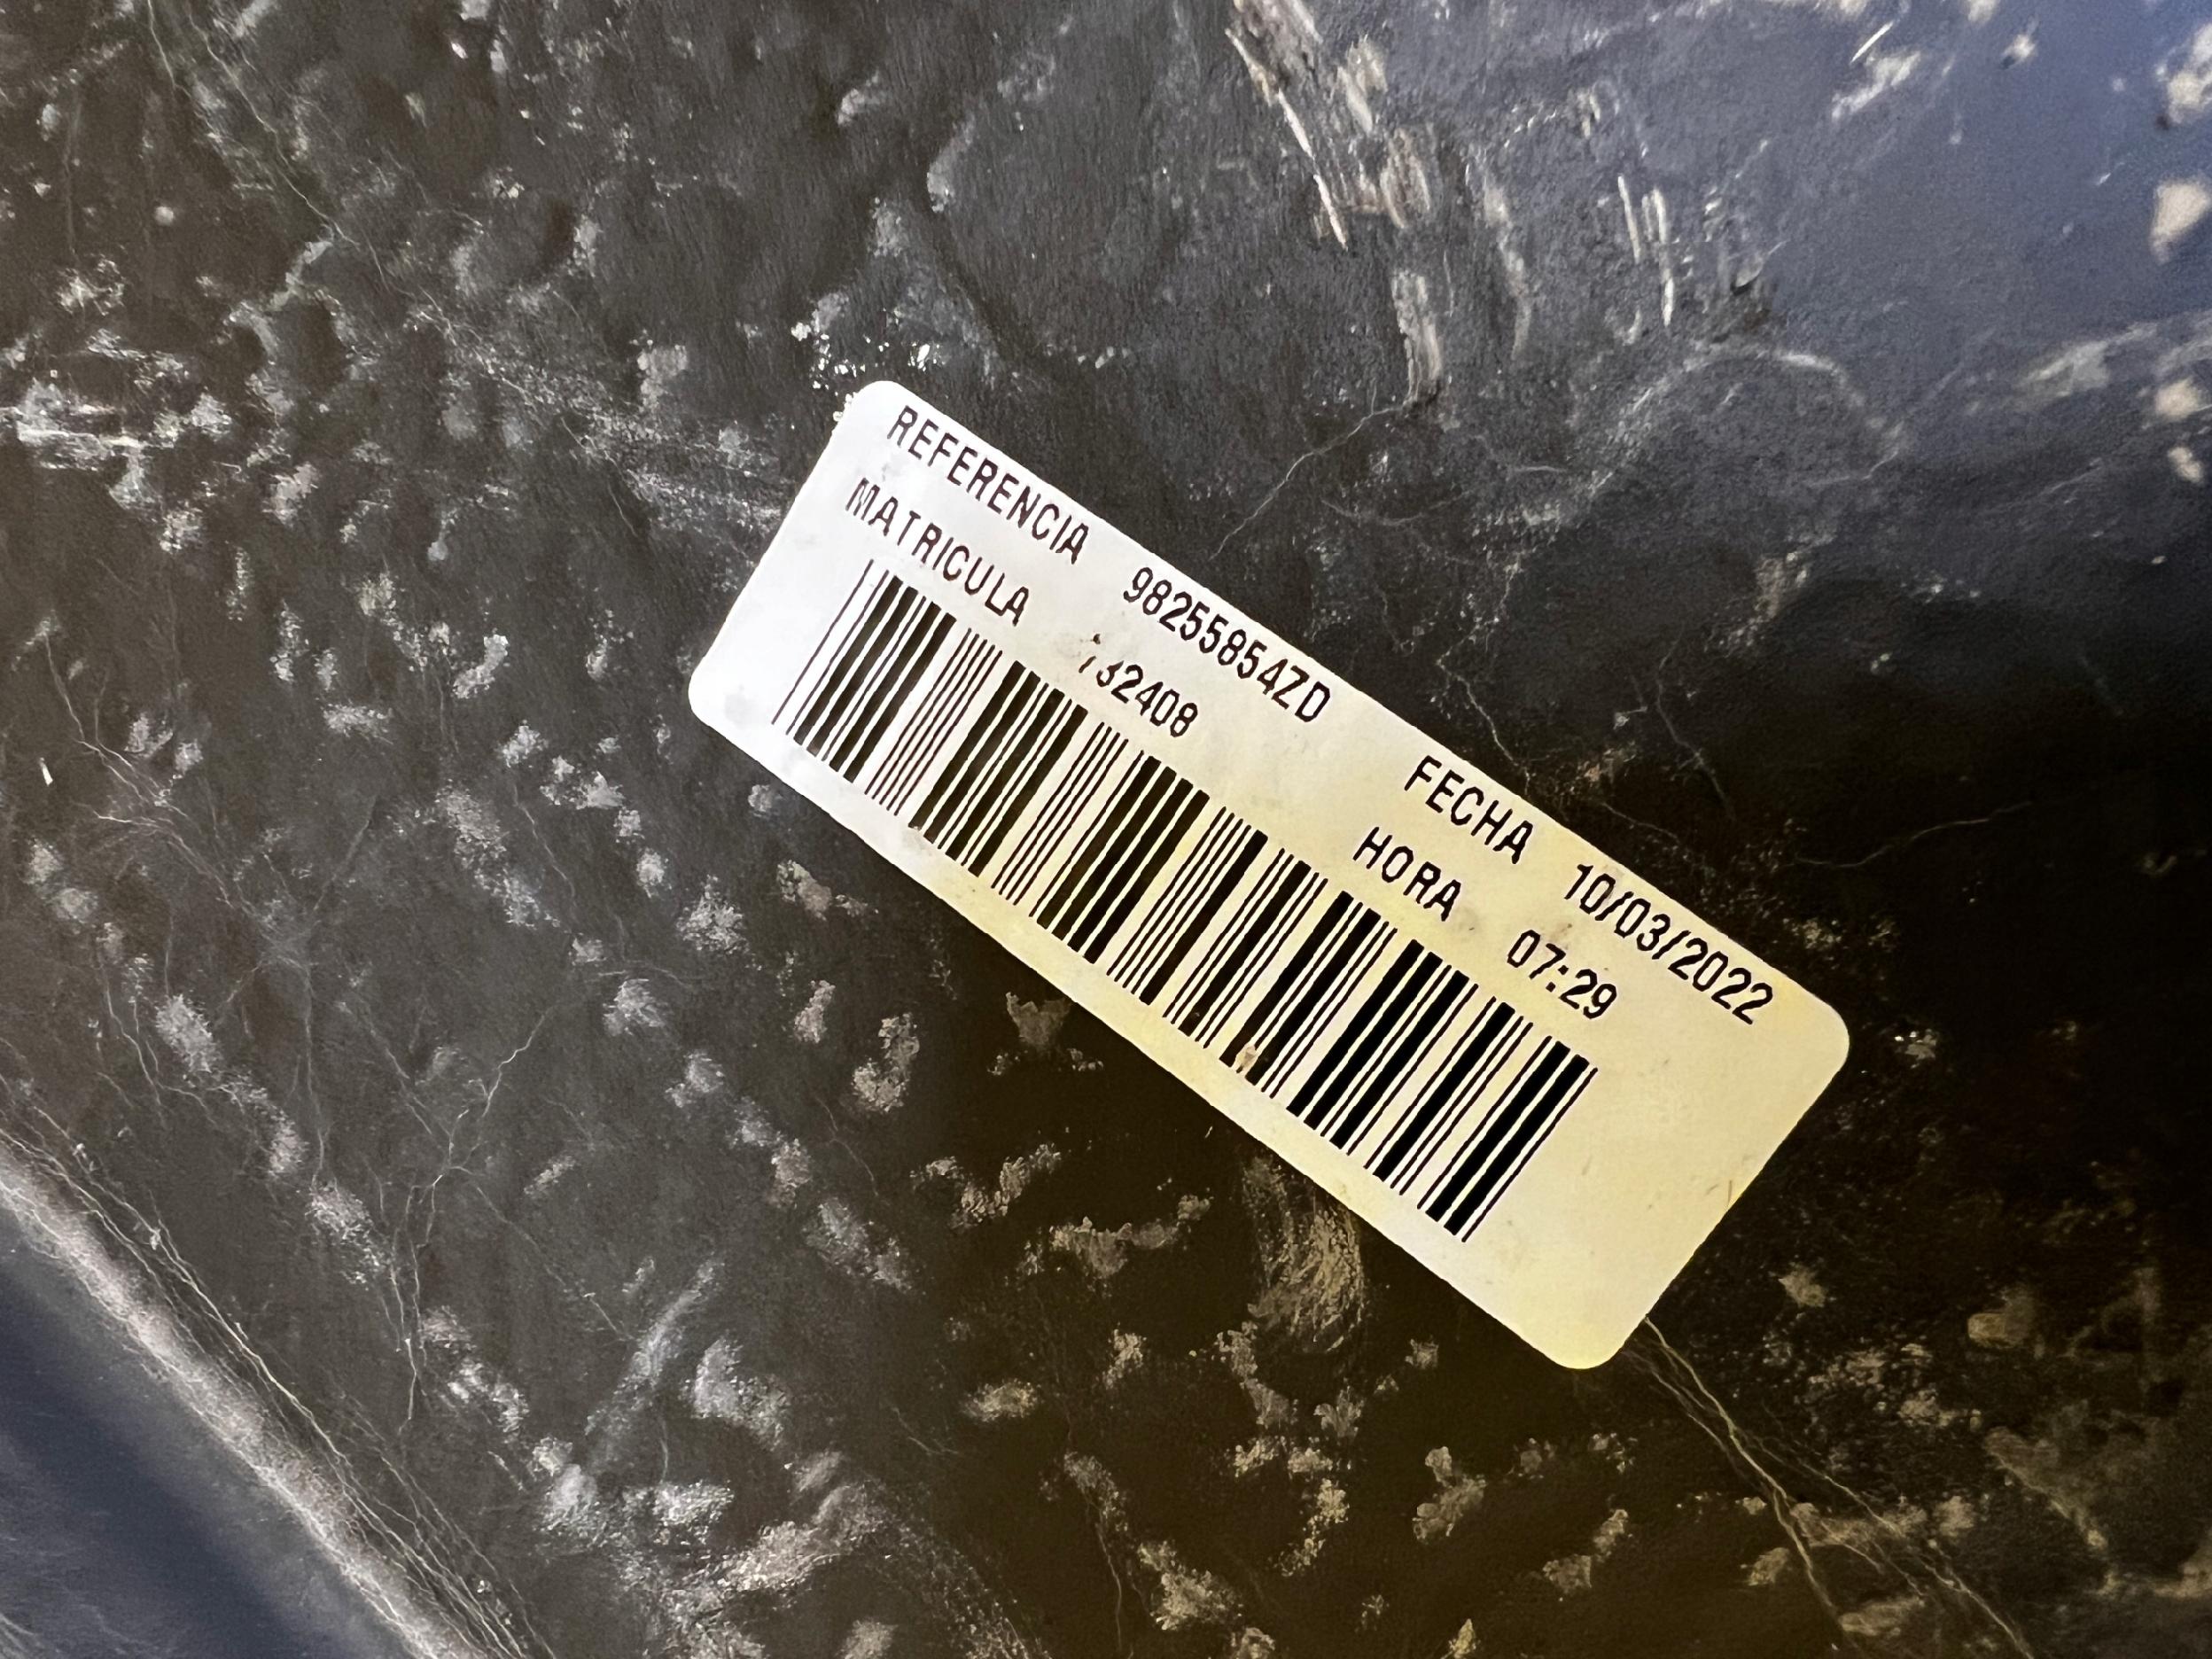 REFERENCIA 98255854ZD FECHA 10/03/2022
MATRICULA HORA 07:29